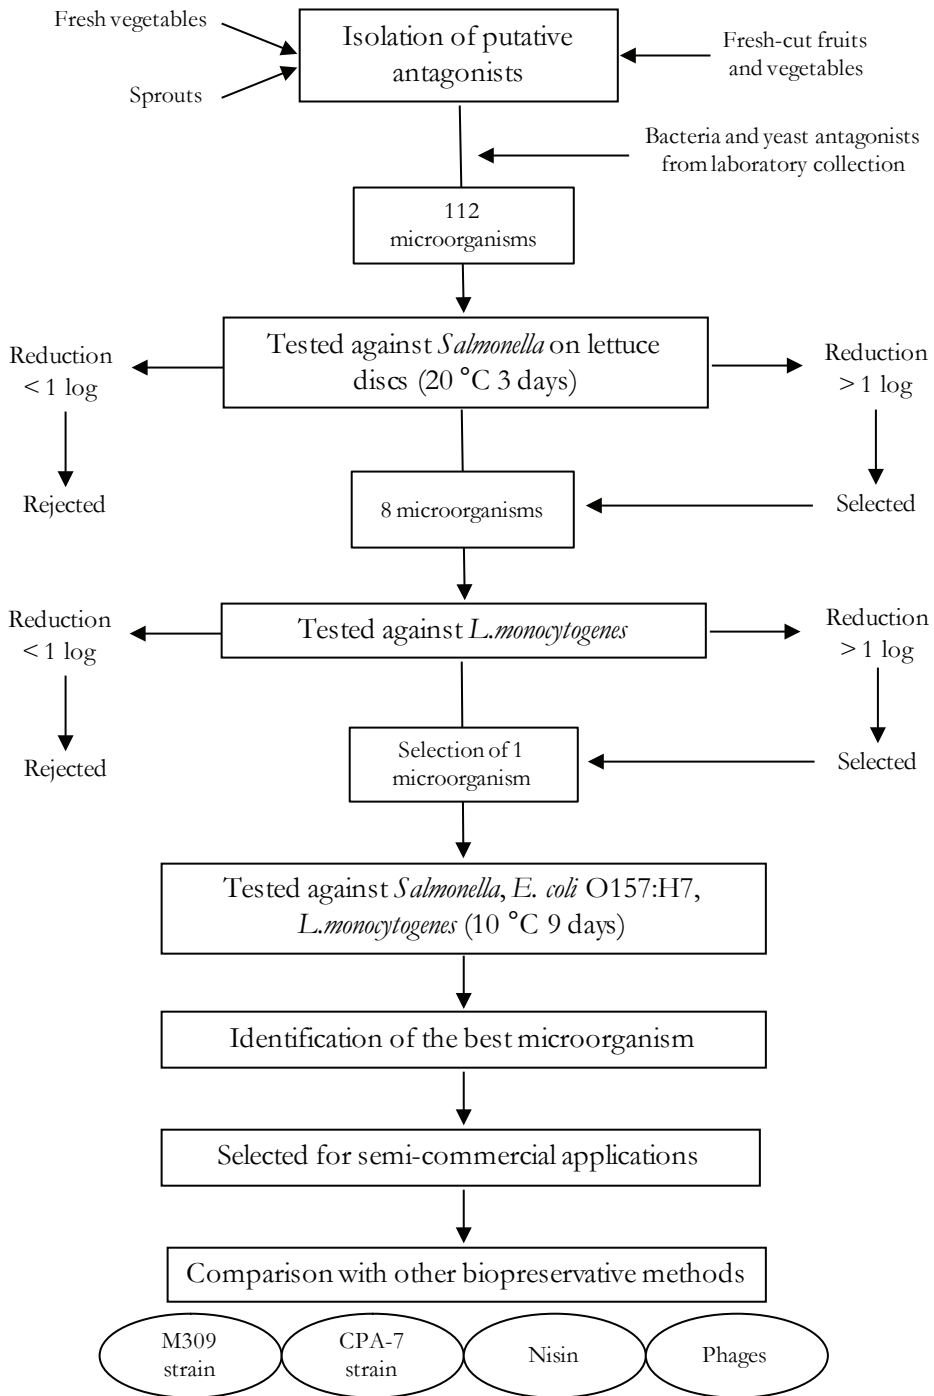 Fresh vegetables
Sprouts
Isolation of putative
antagonists
Fresh-cut fruits
and vegetables
Bacteria and yeast antagonists
from laboratory collection
112
microorganisms
Tested against Salmonella on lettuce
discs (20 °C 3 days)
Reduction
< 1 log
Rejected
Reduction
> 1 log
Selected
8 microorganisms
Tested against L.monocytogenes
Reduction
< 1 log
Rejected
Reduction
> 1 log
Selected
Selection of 1
microorganism
Tested against Salmonella, E. coli O157:H7,
L.monocytogenes (10 °C 9 days)
Identification of the best microorganism
Selected for semi-commercial applications
Comparison with other biopreservative methods
M309
strain
CPA-7
strain
Nisin
Phages